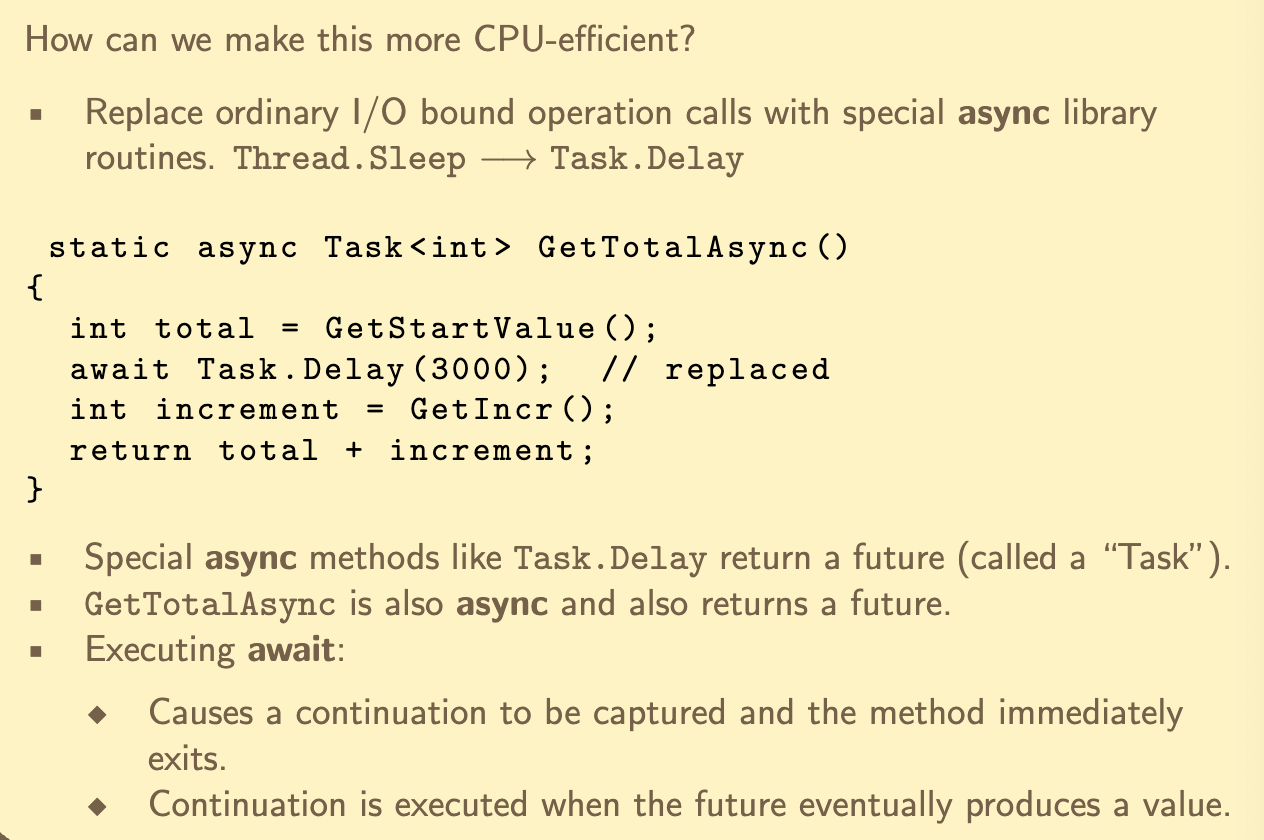 How can we make this more CPU-efficient?
▪ Replace ordinary I/O bound operation calls with special async library
routines. Thread.Sleep ⟶ Task.Delay
static async Task<int> GetTotalAsync()
{
int total = GetStartValue();
await Task.Delay(3000); // replaced
int increment = GetIncr();
return total + increment;
}
▪ Special async methods like Task.Delay return a future (called a “Task”).
▪ GetTotalAsync is also async and also returns a future.
▪ Executing await:
◆ Causes a continuation to be captured and the method immediately
exits.
◆ Continuation is executed when the future eventually produces a value.